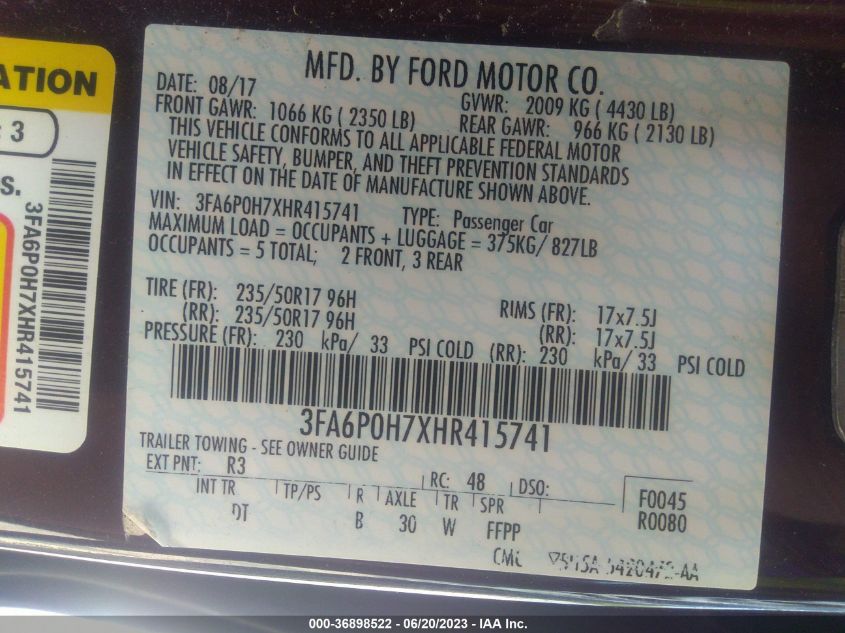 ATION
: 3
s.
3FA6P0H7XHR415741
MFD. BY FORD MOTOR CO.
DATE: 08/17 GVWR: 2009 KG ( 4430 LB)
FRONT GAWR: 1066 KG ( 2350 LB) REAR GAWR: 966 KG ( 2130 LB)
THIS VEHICLE CONFORMS TO ALL APPLICABLE FEDERAL MOTOR
VEHICLE SAFETY, BUMPER, AND THEFT PREVENTION STANDARDS
IN EFFECT ON THE DATE OF MANUFACTURE SHOWN ABOVE.
VIN: 3FA6P0H7XHR415741 TYPE: Passenger Car
MAXIMUM LOAD = OCCUPANTS + LUGGAGE = 375KG/ 827LB
OCCUPANTS = 5 TOTAL; 2 FRONT, 3 REAR
TIRE (FR): 235/50R17 96H RIMS (FR): 17x7.5J
(RR): 235/50R17 96H (RR): 17x7.5J
PRESSURE (FR): 230 kPa/ 33 PSI COLD (RR): 230 kPa/ 33 PSI COLD
3FA6P0H7XHR415741
TRAILER TOWING - SEE OWNER GUIDE
EXT PNT: R3 RC: 48 DSO: F0045
INT TR TP/PS R AXLE TR SPR R0080
DT B 30 W FFPP
CMC
000-36898522 - 06/20/2023 - IAA Inc.